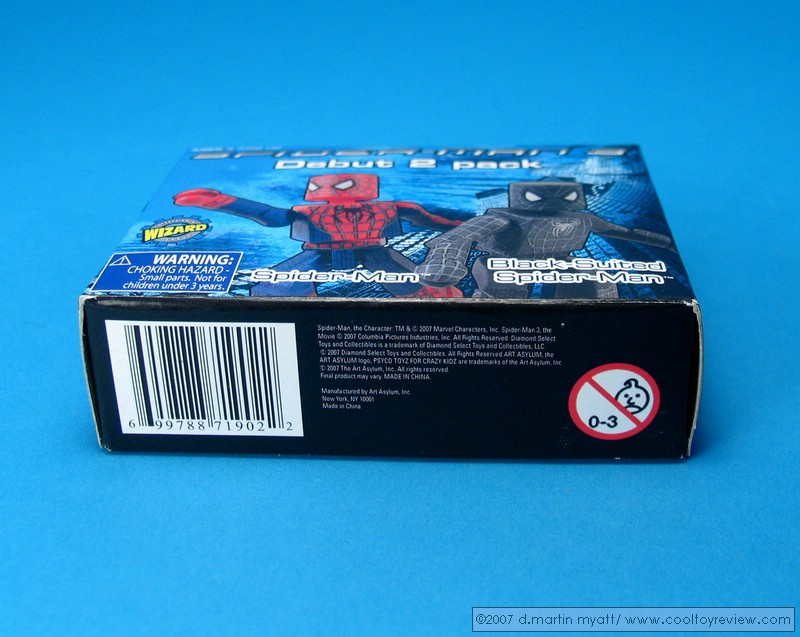 SPIDER-MAN 3
Debut 2 pack
WIZARD
WARNING:
CHOKING HAZARD -
Small parts. Not for
children under 3 years.
Spider-Man™
Black-Suited
Spider-Man™
6 99788 71902 2
Spider-Man, the Character: TM & © 2007 Marvel Characters, Inc. Spider-Man 3, the
Movie © 2007 Columbia Pictures Industries, Inc. All Rights Reserved. Diamond Select
Toys and Collectibles is a trademark of Diamond Select Toys and Collectibles, LLC
© 2007 Diamond Select Toys and Collectibles. All Rights Reserved ART ASYLUM, the
ART ASYLUM logo, PSYCO TOYZ FOR CRAZY KIDZ are trademarks of the Art Asylum, Inc
© 2007 The Art Asylum, Inc. All rights reserved.
Final product may vary. MADE IN CHINA.
Manufactured by Art Asylum, Inc.
New York, NY 10001
Made in China
0-3
©2007 d.martin myatt/ www.cooltoyreview.com